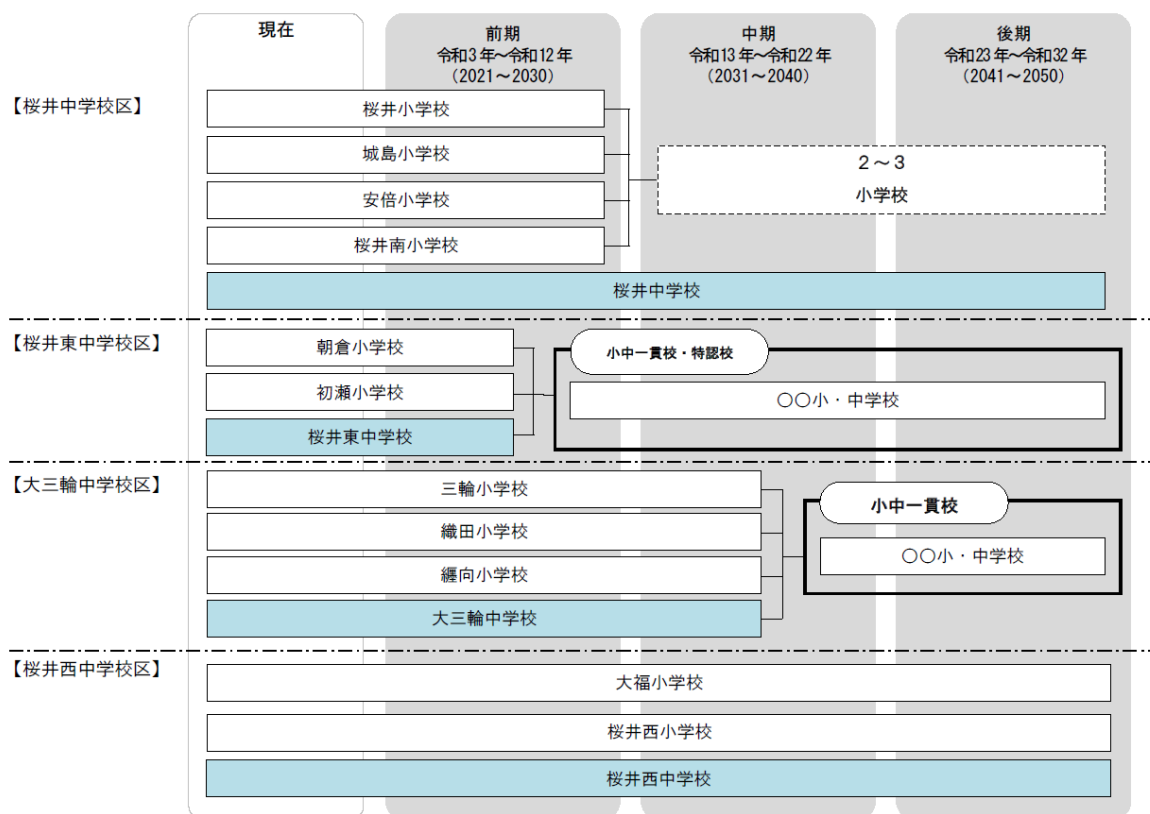 現在
前期
令和3年～令和12年
（2021～2030）
中期
令和13年～令和22年
（2031～2040）
後期
令和23年～令和32年
（2041～2050）
【桜井中学校区】
桜井小学校
城島小学校
安倍小学校
桜井南小学校
２～３
小学校
桜井中学校
【桜井東中学校区】
朝倉小学校
初瀬小学校
桜井東中学校
小中一貫校・特認校
〇〇小・中学校
【大三輪中学校区】
三輪小学校
織田小学校
纒向小学校
大三輪中学校
小中一貫校
〇〇小・中学校
【桜井西中学校区】
大福小学校
桜井西小学校
桜井西中学校